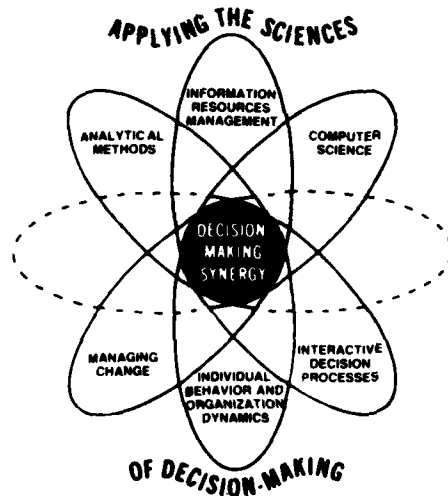 APPLYING THE SCIENCES
INFORMATION
RESOURCES
MANAGEMENT
ANALYTICAL
METHODS
COMPUTER
SCIENCE
DECISION
MAKING
SYNERGY
MANAGING
CHANGE
INDIVIDUAL
BEHAVIOR AND
ORGANIZATION
DYNAMICS
INTERACTIVE
DECISION
PROCESSES
OF DECISION-MAKING